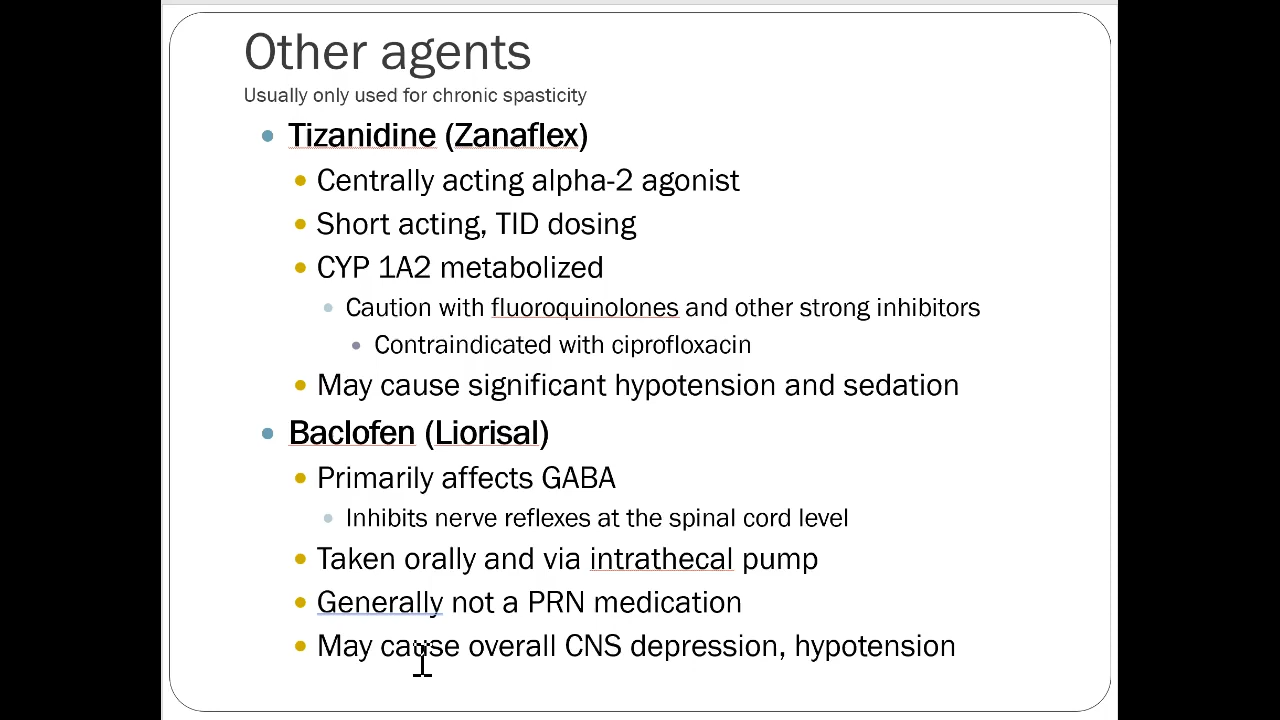 Other agents
Usually only used for chronic spasticity
Tizanidine (Zanaflex)
Centrally acting alpha-2 agonist
Short acting, TID dosing
CYP 1A2 metabolized
Caution with fluoroquinolones and other strong inhibitors
Contraindicated with ciprofloxacin
May cause significant hypotension and sedation
Baclofen (Liorisal)
Primarily affects GABA
Inhibits nerve reflexes at the spinal cord level
Taken orally and via intrathecal pump
Generally not a PRN medication
May cause overall CNS depression, hypotension